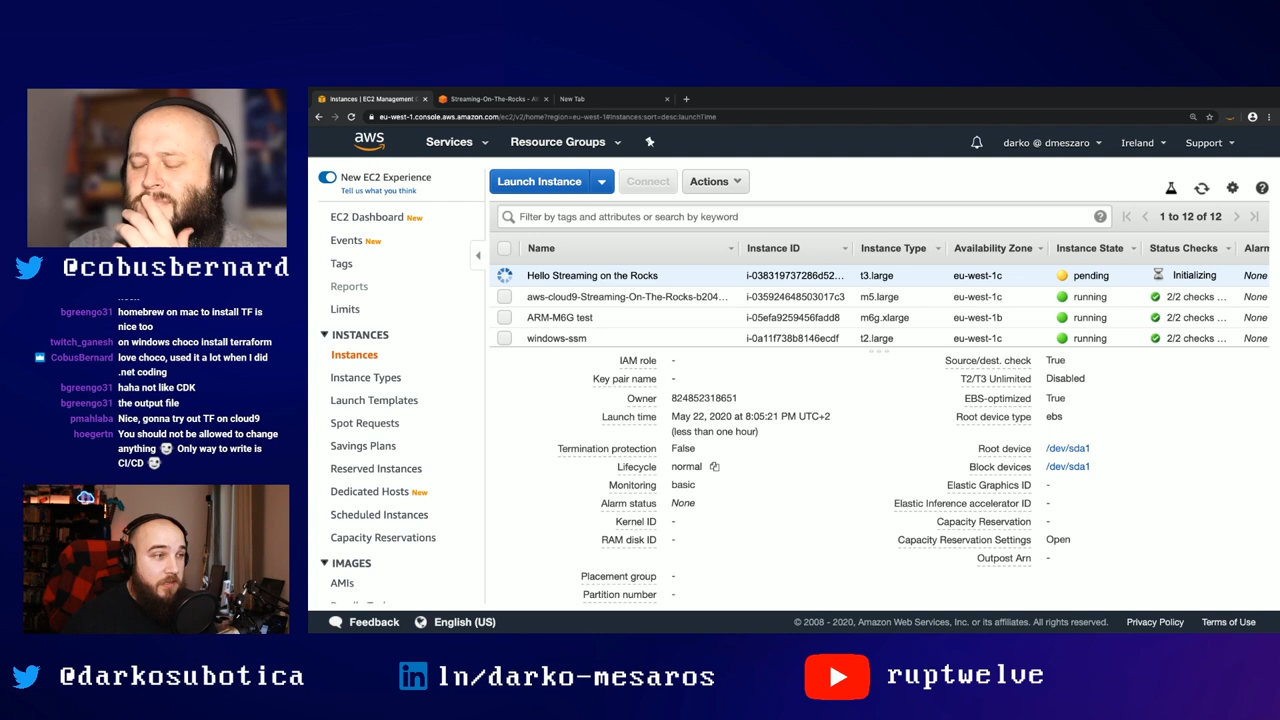 @cobusbernard
bgreengo31 homebrew on mac to install TF is
nice too
twitch_ganesh on windows choco install terraform
CobusBernard love choco, used it a lot when I did
.net coding
bgreengo31 haha not like CDK
bgreengo31 the output file
pmahlaba Nice, gonna try out TF on cloud9
hoegertn You should not be allowed to change
anything Only way to write is
CI/CD
Instances | EC2 Management C
Streaming-On-The-Rocks - A
New Tab
eu-west-1.console.aws.amazon.com/ec2/v2/home?region=eu-west-1#Instances:sort=desc:launchTime
aws
Services
Resource Groups
darko @ dmeszaro
Ireland
Support
New EC2 Experience
Tell us what you think
EC2 Dashboard New
Events New
Tags
Reports
Limits
INSTANCES
Instances
Instance Types
Launch Templates
Spot Requests
Savings Plans
Reserved Instances
Dedicated Hosts New
Scheduled Instances
Capacity Reservations
IMAGES
AMIs
Launch Instance
Connect
Actions
Filter by tags and attributes or search by keyword
1 to 12 of 12
Name Instance ID Instance Type Availability Zone Instance State Status Checks Alarm
Hello Streaming on the Rocks i-038319737286d52... t3.large eu-west-1c pending Initializing None
aws-cloud9-Streaming-On-The-Rocks-b204... i-035924648503017c3 m5.large eu-west-1c running 2/2 checks ... None
ARM-M6G test i-05efa9259456fadd8 m6g.xlarge eu-west-1b running 2/2 checks ... None
windows-ssm i-0a11f738b8146ecdf t2.large eu-west-1c running 2/2 checks ... None
IAM role -
Key pair name -
Owner 824852318651
Launch time May 22, 2020 at 8:05:21 PM UTC+2
(less than one hour)
Termination protection False
Lifecycle normal
Monitoring basic
Alarm status None
Kernel ID -
RAM disk ID -
Placement group -
Partition number -
Source/dest. check True
T2/T3 Unlimited Disabled
EBS-optimized True
Root device type ebs
Root device /dev/sda1
Block devices /dev/sda1
Elastic Graphics ID -
Elastic Inference accelerator ID -
Capacity Reservation -
Capacity Reservation Settings Open
Outpost Arn -
Feedback
English (US)
© 2008 - 2020, Amazon Web Services, Inc. or its affiliates. All rights reserved.
Privacy Policy
Terms of Use
@darkosubotica
in
ln/darko-mesaros
ruptwelve